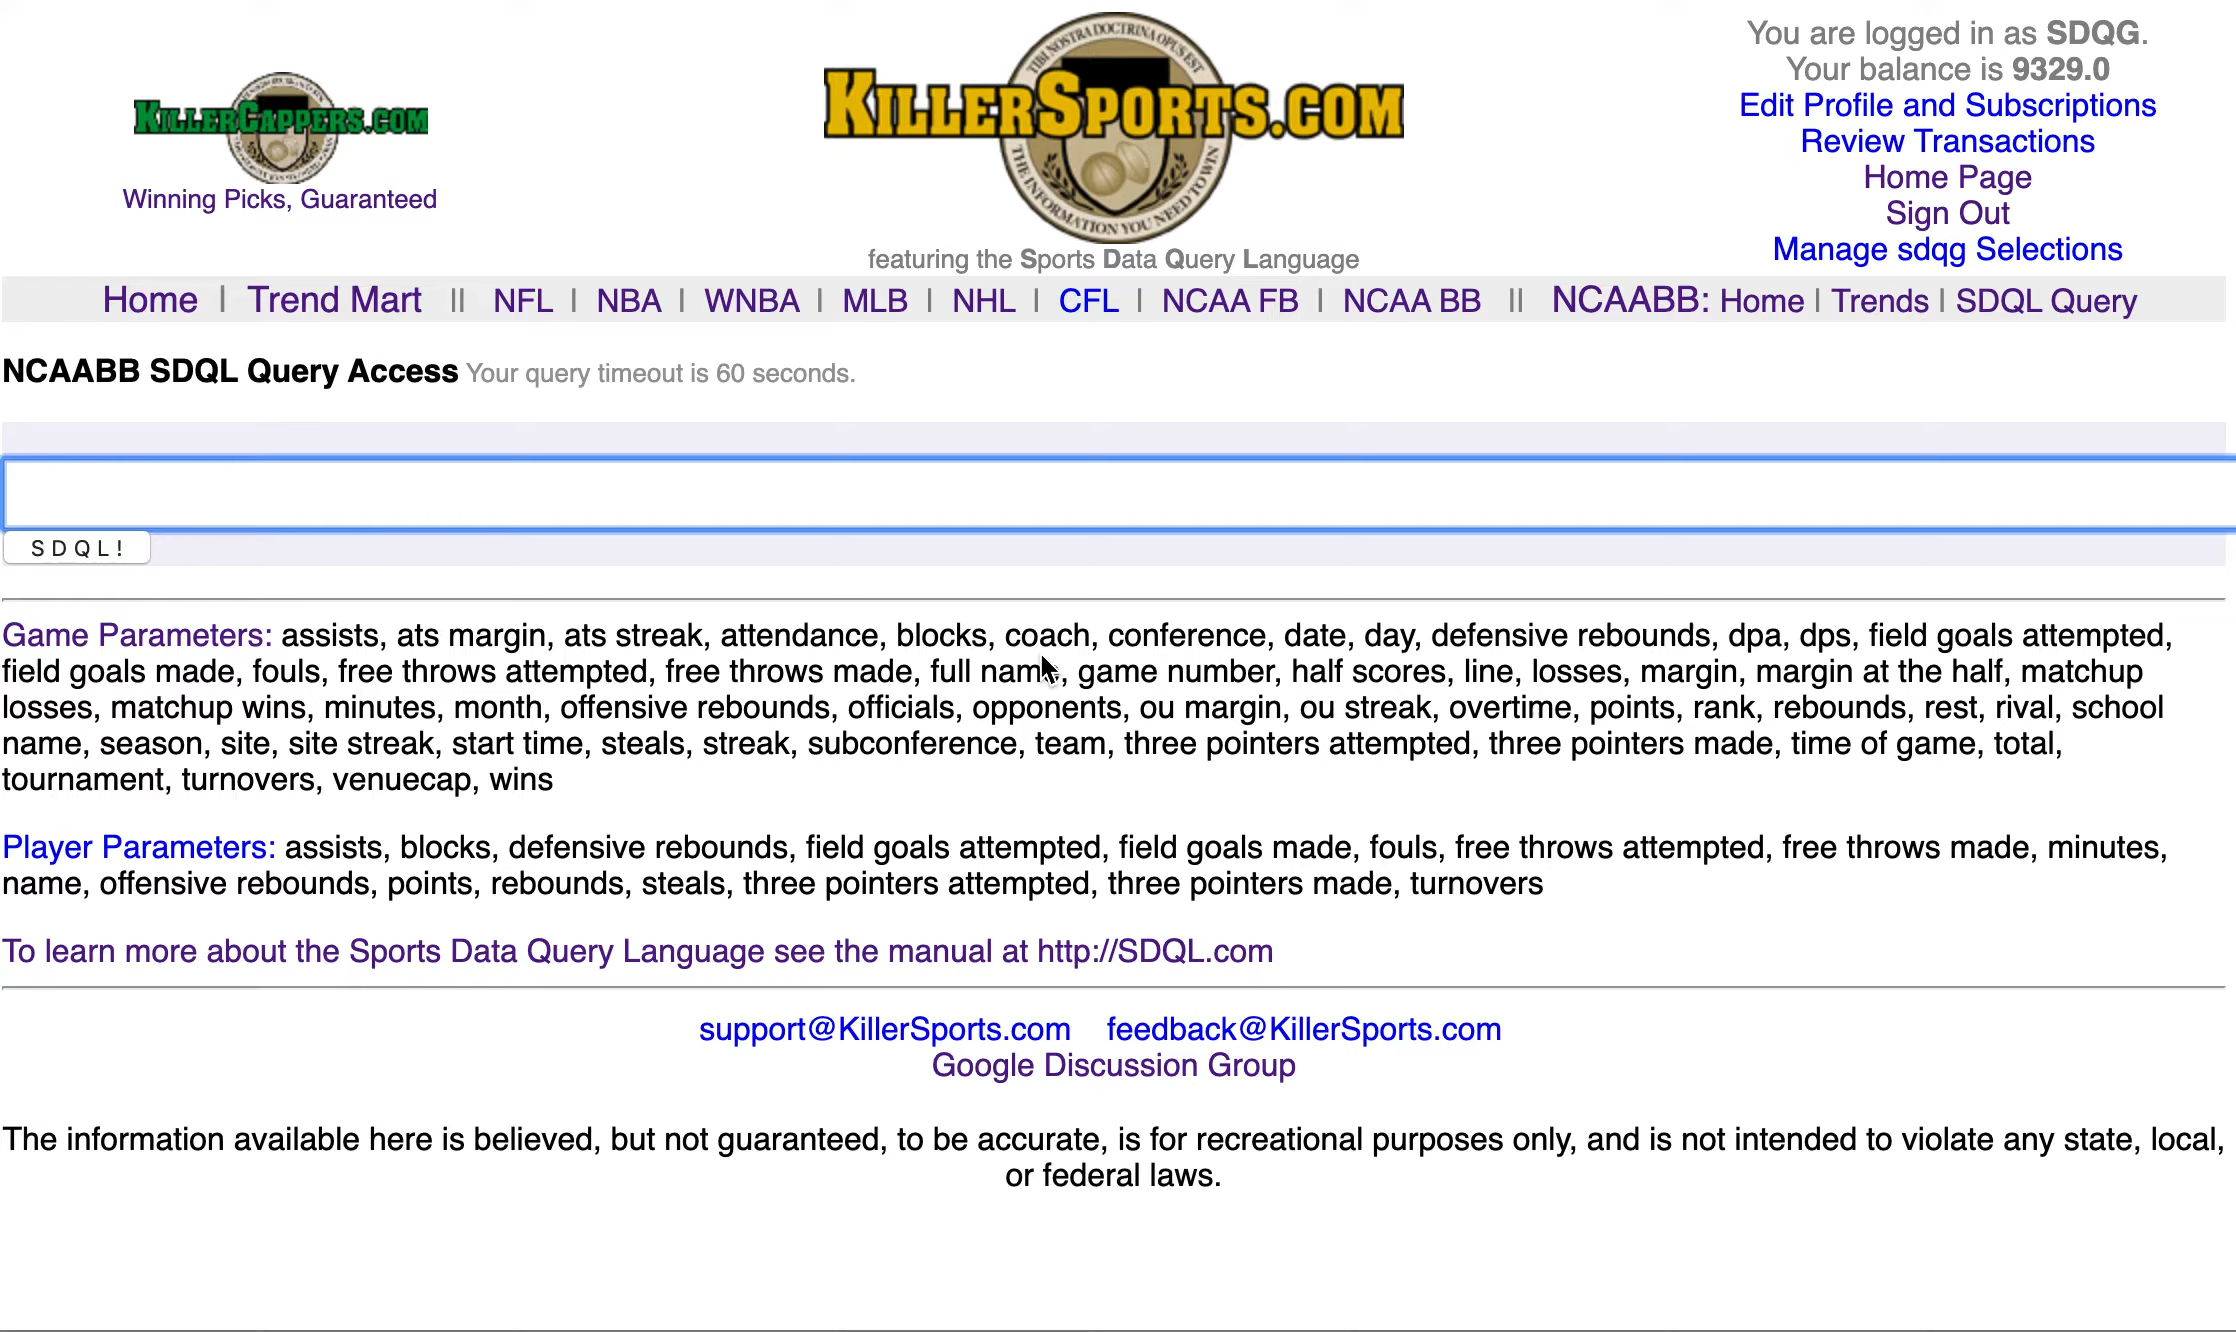 You are logged in as SDQG.
Your balance is 9329.0
Edit Profile and Subscriptions
Review Transactions
Home Page
Sign Out
Manage sdqg Selections
KILLERCAPPERS.COM
Winning Picks, Guaranteed
TIBI NOSTRA DOCTRINA OPUS EST
KILLERSPORTS.COM
THE INFORMATION YOU NEED TO WIN
featuring the Sports Data Query Language
Home | Trend Mart || NFL | NBA | WNBA | MLB | NHL | CFL | NCAA FB | NCAA BB || NCAABB: Home | Trends | SDQL Query
NCAABB SDQL Query Access Your query timeout is 60 seconds.
S D Q L !
Game Parameters: assists, ats margin, ats streak, attendance, blocks, coach, conference, date, day, defensive rebounds, dpa, dps, field goals attempted,
field goals made, fouls, free throws attempted, free throws made, full name, game number, half scores, line, losses, margin, margin at the half, matchup
losses, matchup wins, minutes, month, offensive rebounds, officials, opponents, ou margin, ou streak, overtime, points, rank, rebounds, rest, rival, school
name, season, site, site streak, start time, steals, streak, subconference, team, three pointers attempted, three pointers made, time of game, total,
tournament, turnovers, venuecap, wins
Player Parameters: assists, blocks, defensive rebounds, field goals attempted, field goals made, fouls, free throws attempted, free throws made, minutes,
name, offensive rebounds, points, rebounds, steals, three pointers attempted, three pointers made, turnovers
To learn more about the Sports Data Query Language see the manual at http://SDQL.com
support@KillerSports.com feedback@KillerSports.com
Google Discussion Group
The information available here is believed, but not guaranteed, to be accurate, is for recreational purposes only, and is not intended to violate any state, local,
or federal laws.